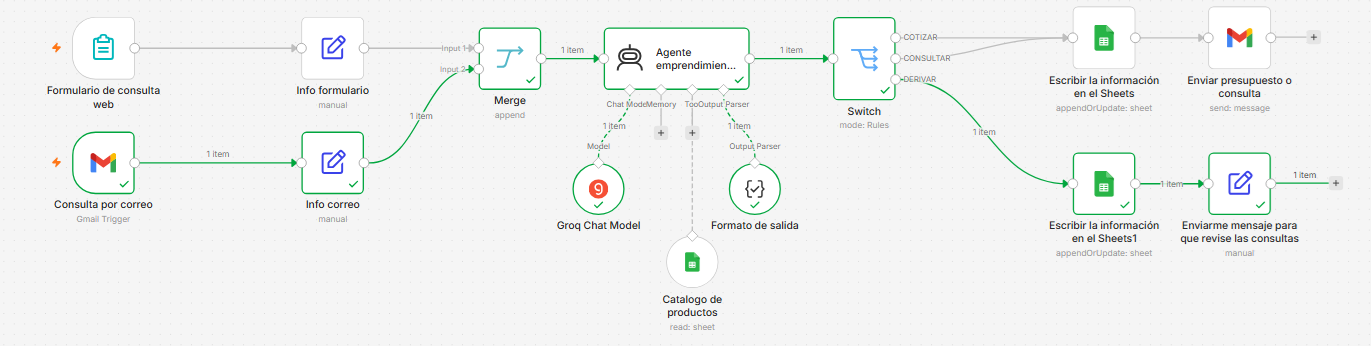 Formulario de consulta
web
Info formulario
manual
Input 1
Input 2
Merge
append
1 item
Agente
emprendimien...
Chat Model
Memory
Tool
Output Parser
1 item
Switch
mode: Rules
COTIZAR
CONSULTAR
DERIVAR
Escribir la información
en el Sheets
appendOrUpdate: sheet
Enviar presupuesto o
consulta
send: message
Consulta por correo
Gmail Trigger
1 item
Info correo
manual
1 item
1 item
Model
Groq Chat Model
1 item
Output Parser
Formato de salida
Catalogo de
productos
read: sheet
1 item
Escribir la información
en el Sheets1
appendOrUpdate: sheet
1 item
Enviarme mensaje para
que revise las consultas
manual
1 item